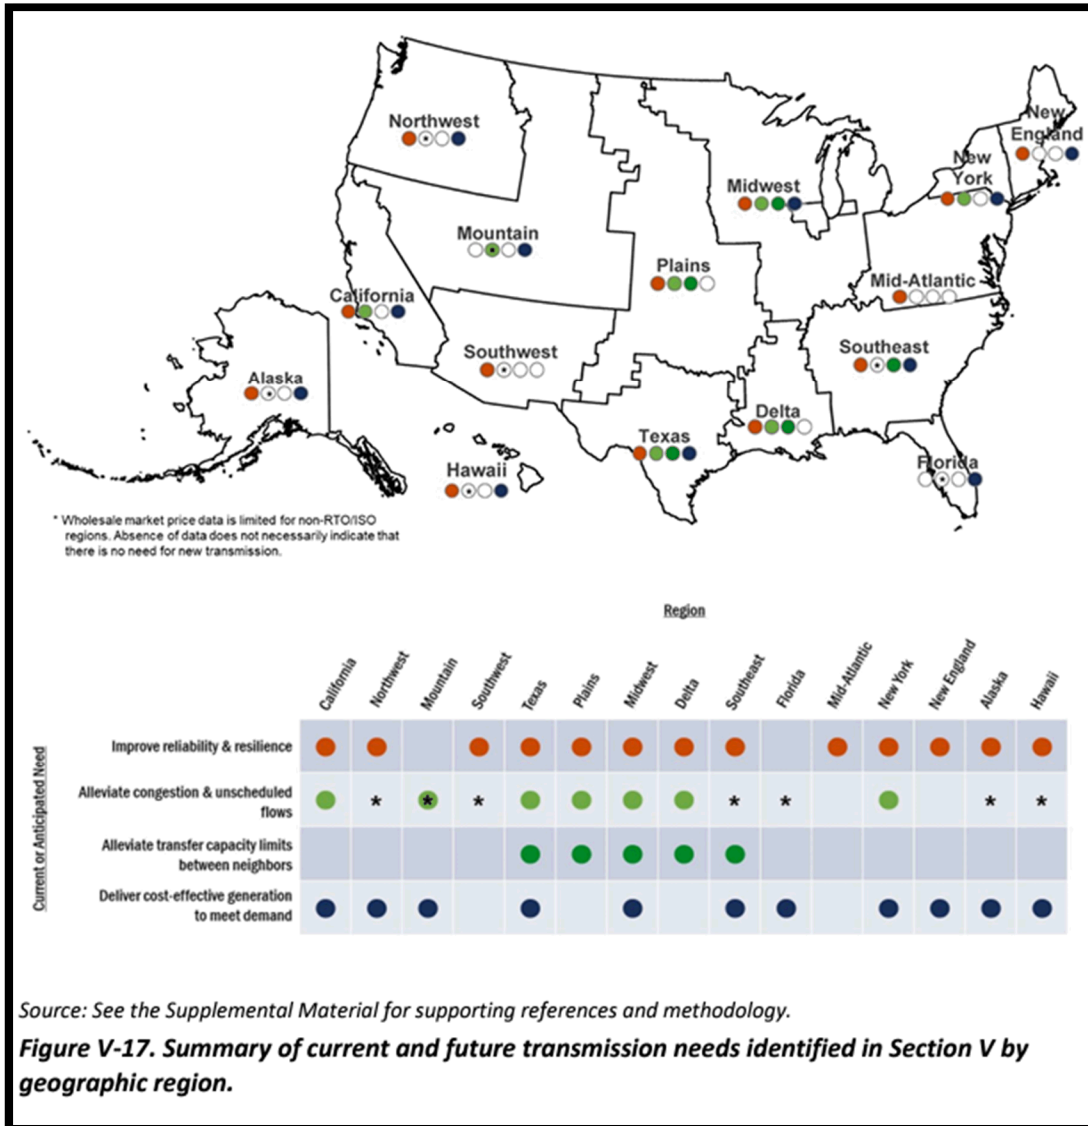 Northwest
New
England
New
York
Midwest
Mountain
Plains
Mid-Atlantic
California
Southwest
Southeast
Alaska
Delta
Texas
Hawaii
Florida
* Wholesale market price data is limited for non-RTO/ISO
regions. Absence of data does not necessarily indicate that
there is no need for new transmission.
Region
California Northwest Mountain Southwest Texas Plains Midwest Delta Southeast Florida Mid-Atlantic New York New England Alaska Hawaii
Current or Anticipated Need
Improve reliability & resilience
Alleviate congestion & unscheduled
flows
* * * * * * *
Alleviate transfer capacity limits
between neighbors
Deliver cost-effective generation
to meet demand
Source: See the Supplemental Material for supporting references and methodology.
Figure V-17. Summary of current and future transmission needs identified in Section V by
geographic region.